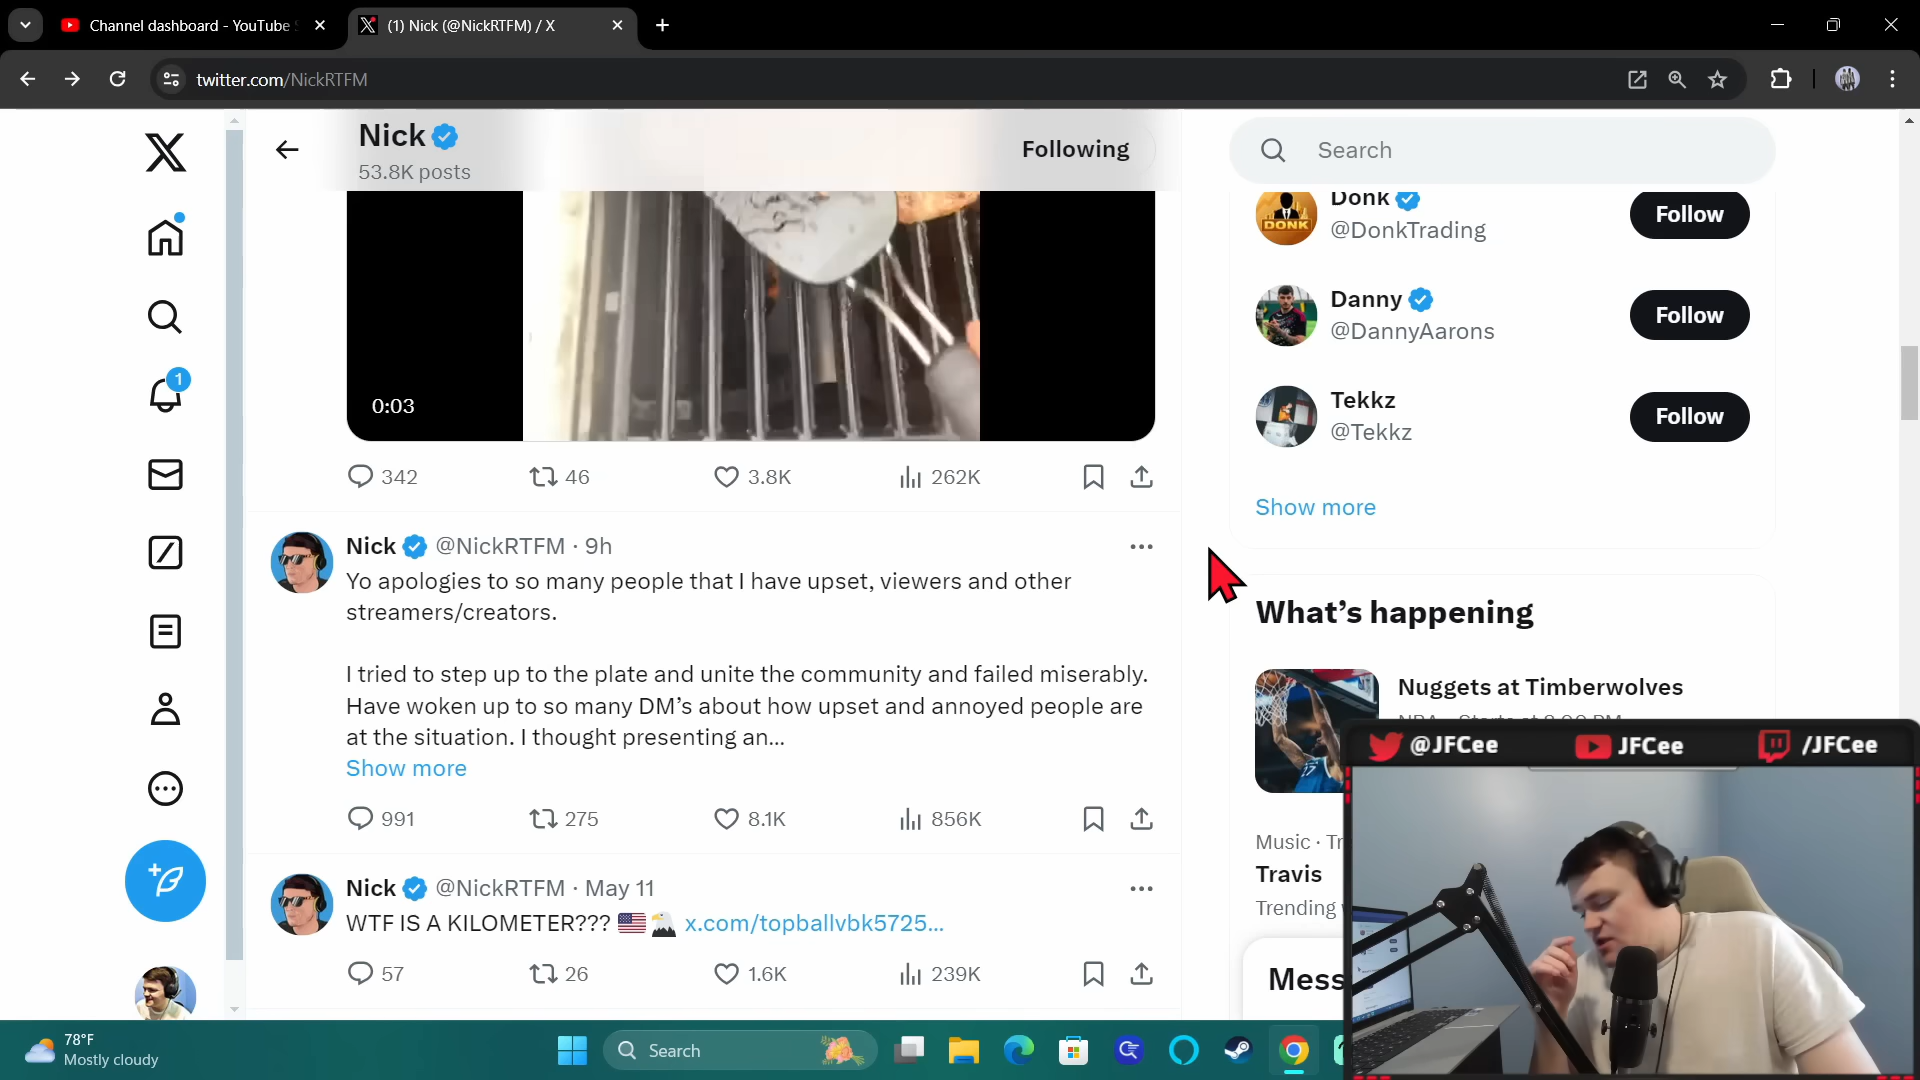 Channel dashboard - YouTube
(1) Nick (@NickRTFM) / X
twitter.com/NickRTFM
Nick
53.8K posts
Following
Search
0:03
342
46
3.8K
262K
Nick @NickRTFM · 9h
Yo apologies to so many people that I have upset, viewers and other
streamers/creators.
I tried to step up to the plate and unite the community and failed miserably.
Have woken up to so many DM’s about how upset and annoyed people are
at the situation. I thought presenting an...
Show more
991
275
8.1K
856K
Nick @NickRTFM · May 11
WTF IS A KILOMETER??? x.com/topballvbk5725...
57
26
1.6K
239K
1
Donk
DONK
@DonkTrading
Follow
Danny
@DannyAarons
Follow
Tekkz
@Tekkz
Follow
Show more
What’s happening
Nuggets at Timberwolves
Music · Tr
Travis
Trending
Mess
@JFCee
JFCee
/JFCee
78°F
Mostly cloudy
Search